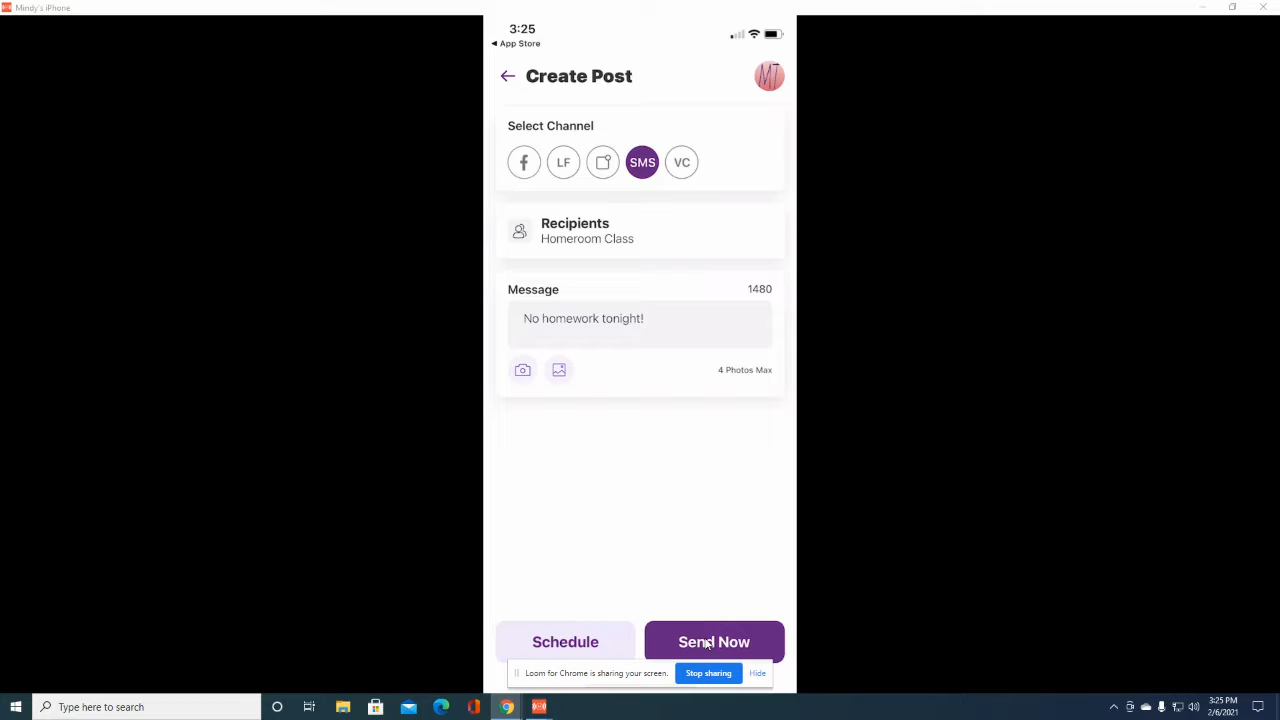 Mindy's iPhone
3:25
◄ App Store
Create Post
Select Channel
LF
SMS
VC
Recipients
Homeroom Class
Message 1480
No homework tonight!
4 Photos Max
Schedule Send Now
Loom for Chrome is sharing your screen. Stop sharing Hide
Type here to search
3:25 PM
2/6/2021